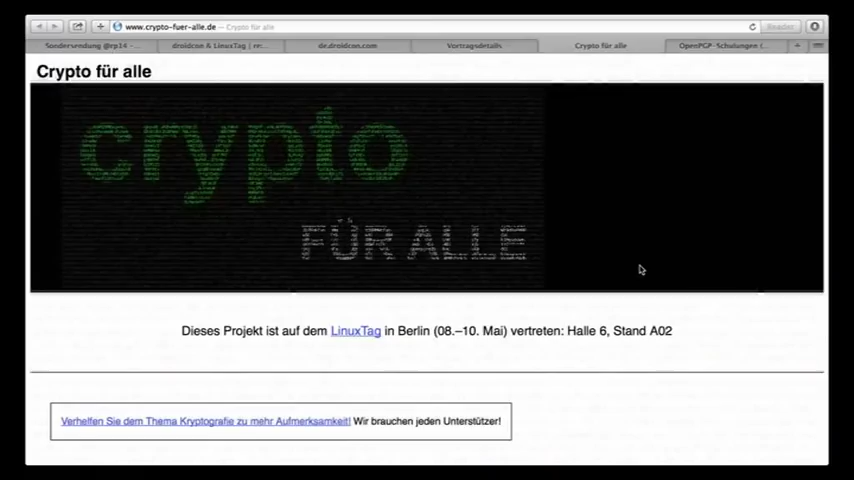 www.crypto-fuer-alle.de – Crypto für alle
Reader
Sondersendung @rp14 -...
droidcon & LinuxTag | re:...
de.droidcon.com
Vortragsdetails
Crypto für alle
OpenPGP-Schulungen (...
Crypto für alle
crypto
FÜR ALLE
Dieses Projekt ist auf dem LinuxTag in Berlin (08.–10. Mai) vertreten: Halle 6, Stand A02
Verhelfen Sie dem Thema Kryptografie zu mehr Aufmerksamkeit! Wir brauchen jeden Unterstützer!